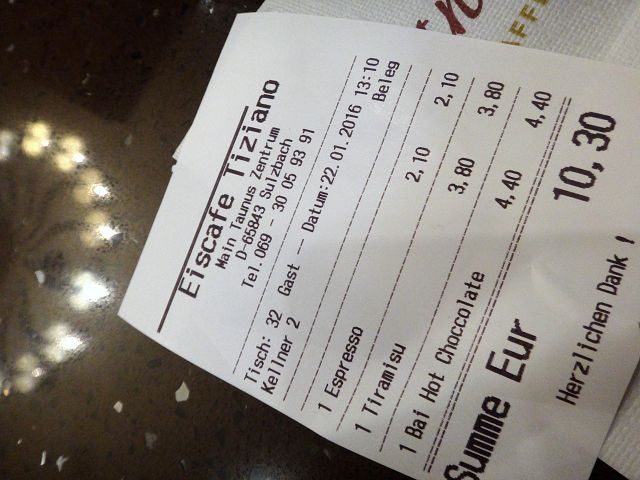 Eiscafe Tiziano
Main Taunus Zentrum
D-65843 Sulzbach
Tel.069 - 30 05 93 91
Tisch: 32 Gast -- Datum:22.01.2016 13:10
Kellner 2 Beleg
1 Espresso 2,10 2,10
1 Tiramisu 3,80 3,80
1 Bai Hot Choccolate 4,40 4,40
Summe Eur 10,30
Herzlichen Dank !